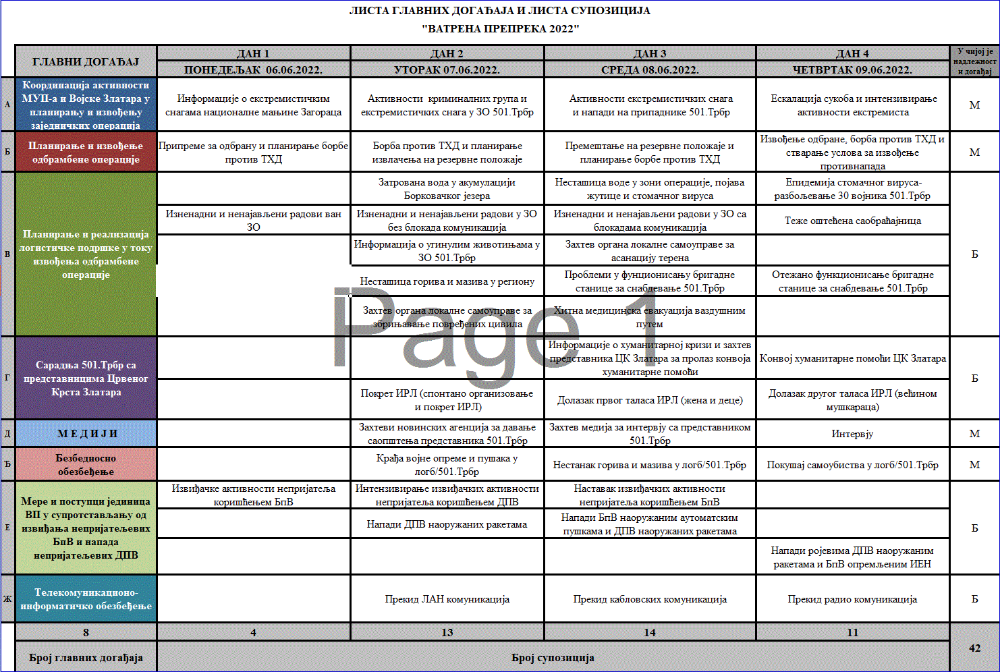 ЛИСТА ГЛАВНИХ ДОГАЂАЈА И ЛИСТА СУПОЗИЦИЈА
"ВАТРЕНА ПРЕПРЕКА 2022"
ГЛАВНИ ДОГАЂАЈ
ДАН 1
ДАН 2
ДАН 3
ДАН 4
У чијој је
надлежност
и догађај
ПОНЕДЕЉАК 06.06.2022.
УТОРАК 07.06.2022.
СРЕДА 08.06.2022.
ЧЕТВРТАК 09.06.2022.
А
Координација активности
МУП-а и Војске Златара у
планирању и извођењу
заједничких операција
Информације о екстремистичким
снагама националне мањине Загораца
Активности криминалних група и
екстремистичких снага у ЗО 501.Трбр
Активности екстремистичких снага
и напади на припаднике 501.Трбр
Ескалација сукоба и интензивирање
активности екстремиста
М
Б
Планирање и извођење
одбрамбене операције
Припреме за одбрану и планирање борбе
против ТХД
Борба против ТХД и планирање
извлачења на резервне положаје
Премештање на резервне положаје и
планирање борбе против ТХД
Извођење одбране, борба против ТХД и
стварање услова за извођење
противнапада
М
В
Планирање и реализација
логистичке подршке у току
извођења одбрамбене
операције
Затрована вода у акумулацији
Борковачког језера
Несташица воде у зони операције, појава
жутице и стомачног вируса
Епидемија стомачног вируса-
разбољевање 30 војника 501.Трбр
Б
Изненадни и ненајављени радови ван
ЗО
Изненадни и ненајављени радови у ЗО
без блокада комуникација
Изненадни и ненајављени радови у ЗО са
блокадама комуникација
Теже оштећена саобраћајница
Информација о угинулим животињама у
ЗО 501.Трбр
Захтев органа локалне самоуправе за
асанацију терена
Несташица горива и мазива у региону
Проблеми у фунционисању бригадне
станице за снабдевање 501.Трбр
Отежано функционисање бригадне
станице за снабдевање 501.Трбр
Захтев органа локалне самоуправе за
збрињавање повређених цивила
Хитна медицинска евакуација ваздушним
путем
Page 1
Г
Сарадња 501.Трбр са
представницима Црвеног
Крста Златара
Информације о хуманитарној кризи и захтев
представника ЦК Златара за пролаз конвоја
хуманитарне помоћи
Конвој хуманитарне помоћи ЦК Златара
Б
Покрет ИРЛ (спонтано организовање
и покрет ИРЛ)
Долазак првог таласа ИРЛ (жена и деце)
Долазак другог таласа ИРЛ (већином
мушкараца)
Д
М Е Д И Ј И
Захтеви новинских агенција за давање
саопштења представника 501.Трбр
Захтев медија за интервју са представником
501.Трбр
Интервју
М
Ђ
Безбедносно
обезбеђење
Крађа војне опреме и пушака у
логб/501.Трбр
Нестанак горива и мазива у логб/501.Трбр
Покушај самоубиства у логб/501.Трбр
М
Е
Мере и поступци јединица
ВП у супротстављању од
извиђања непријатељевих
БпВ и напада
непријатељевих ДПВ
Извиђачке активности непријатеља
коришћењем БпВ
Интензивирање извиђачких активности
непријатеља коришћењем ДПВ
Наставак извиђачких активности
непријатеља коришћењем БпВ
Б
Напади ДПВ наоружаних ракетама
Напади БпВ наоружаним аутоматским
пушкама и ДПВ наоружаних ракетама
Напади ројевима ДПВ наоружаним
ракетама и БпВ опремљеним ИЕН
Ж
Телекомуникационо-
информатичко обезбеђење
Прекид ЛАН комуникација
Прекид кабловских комуникација
Прекид радио комуникација
Б
8
4
13
14
11
42
Број главних догађаја
Број супозиција